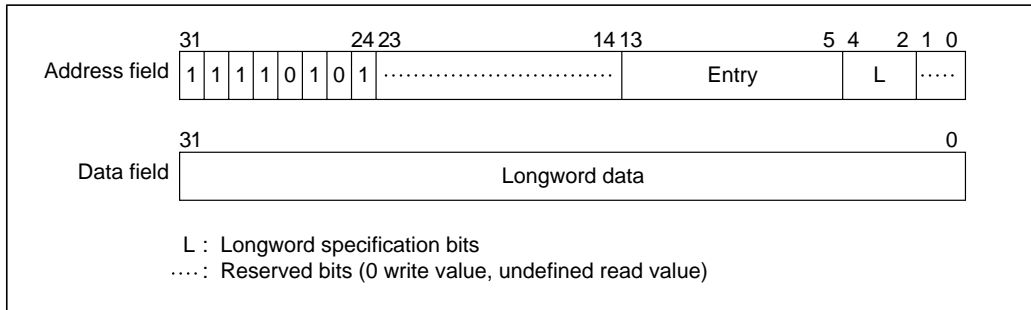 31 24 23 14 13 5 4 2 1 0
Address field 1 1 1 1 0 1 0 1 ............................. Entry L .....
31 0
Data field Longword data
L : Longword specification bits
.... : Reserved bits (0 write value, undefined read value)